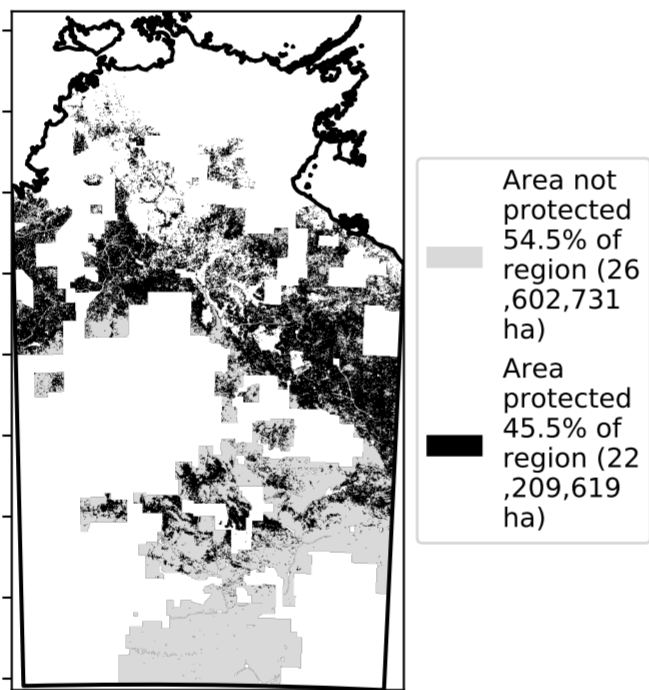 Area not
protected
54.5% of
region (26
,602,731
ha)
Area
protected
45.5% of
region (22
,209,619
ha)